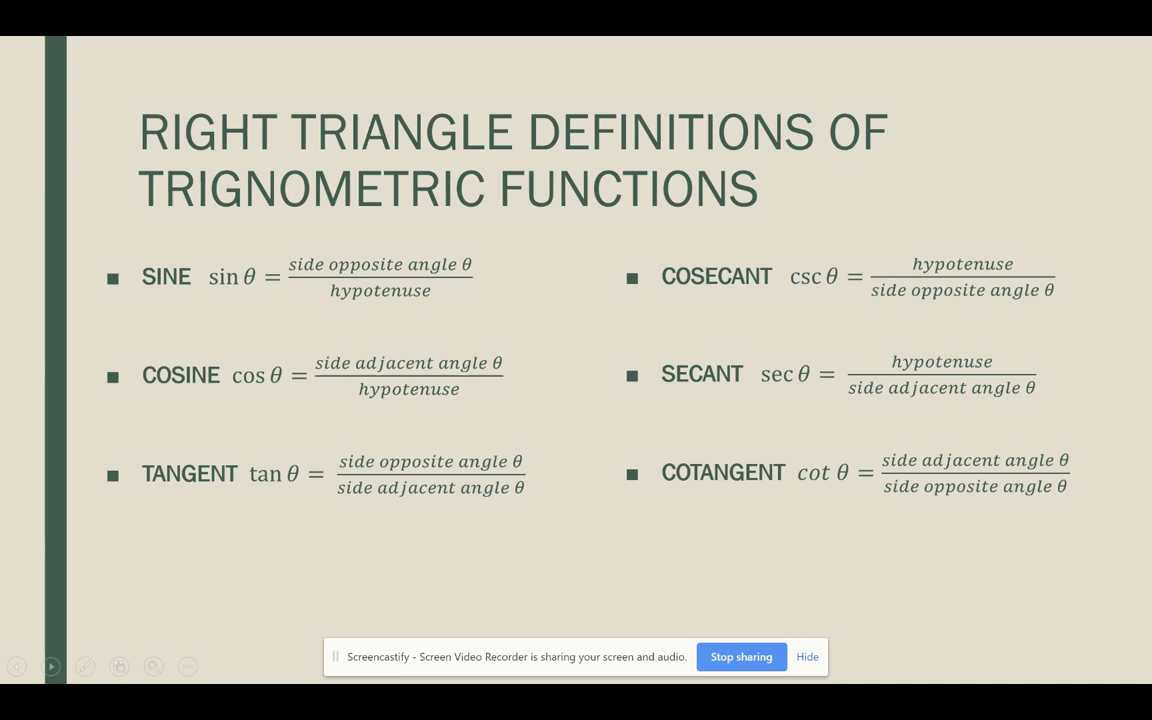 RIGHT TRIANGLE DEFINITIONS OF
TRIGNOMETRIC FUNCTIONS
■ SINE sin θ = side opposite angle θ / hypotenuse
■ COSINE cos θ = side adjacent angle θ / hypotenuse
■ TANGENT tan θ = side opposite angle θ / side adjacent angle θ
■ COSECANT csc θ = hypotenuse / side opposite angle θ
■ SECANT sec θ = hypotenuse / side adjacent angle θ
■ COTANGENT cot θ = side adjacent angle θ / side opposite angle θ
Screencastify - Screen Video Recorder is sharing your screen and audio. Stop sharing Hide